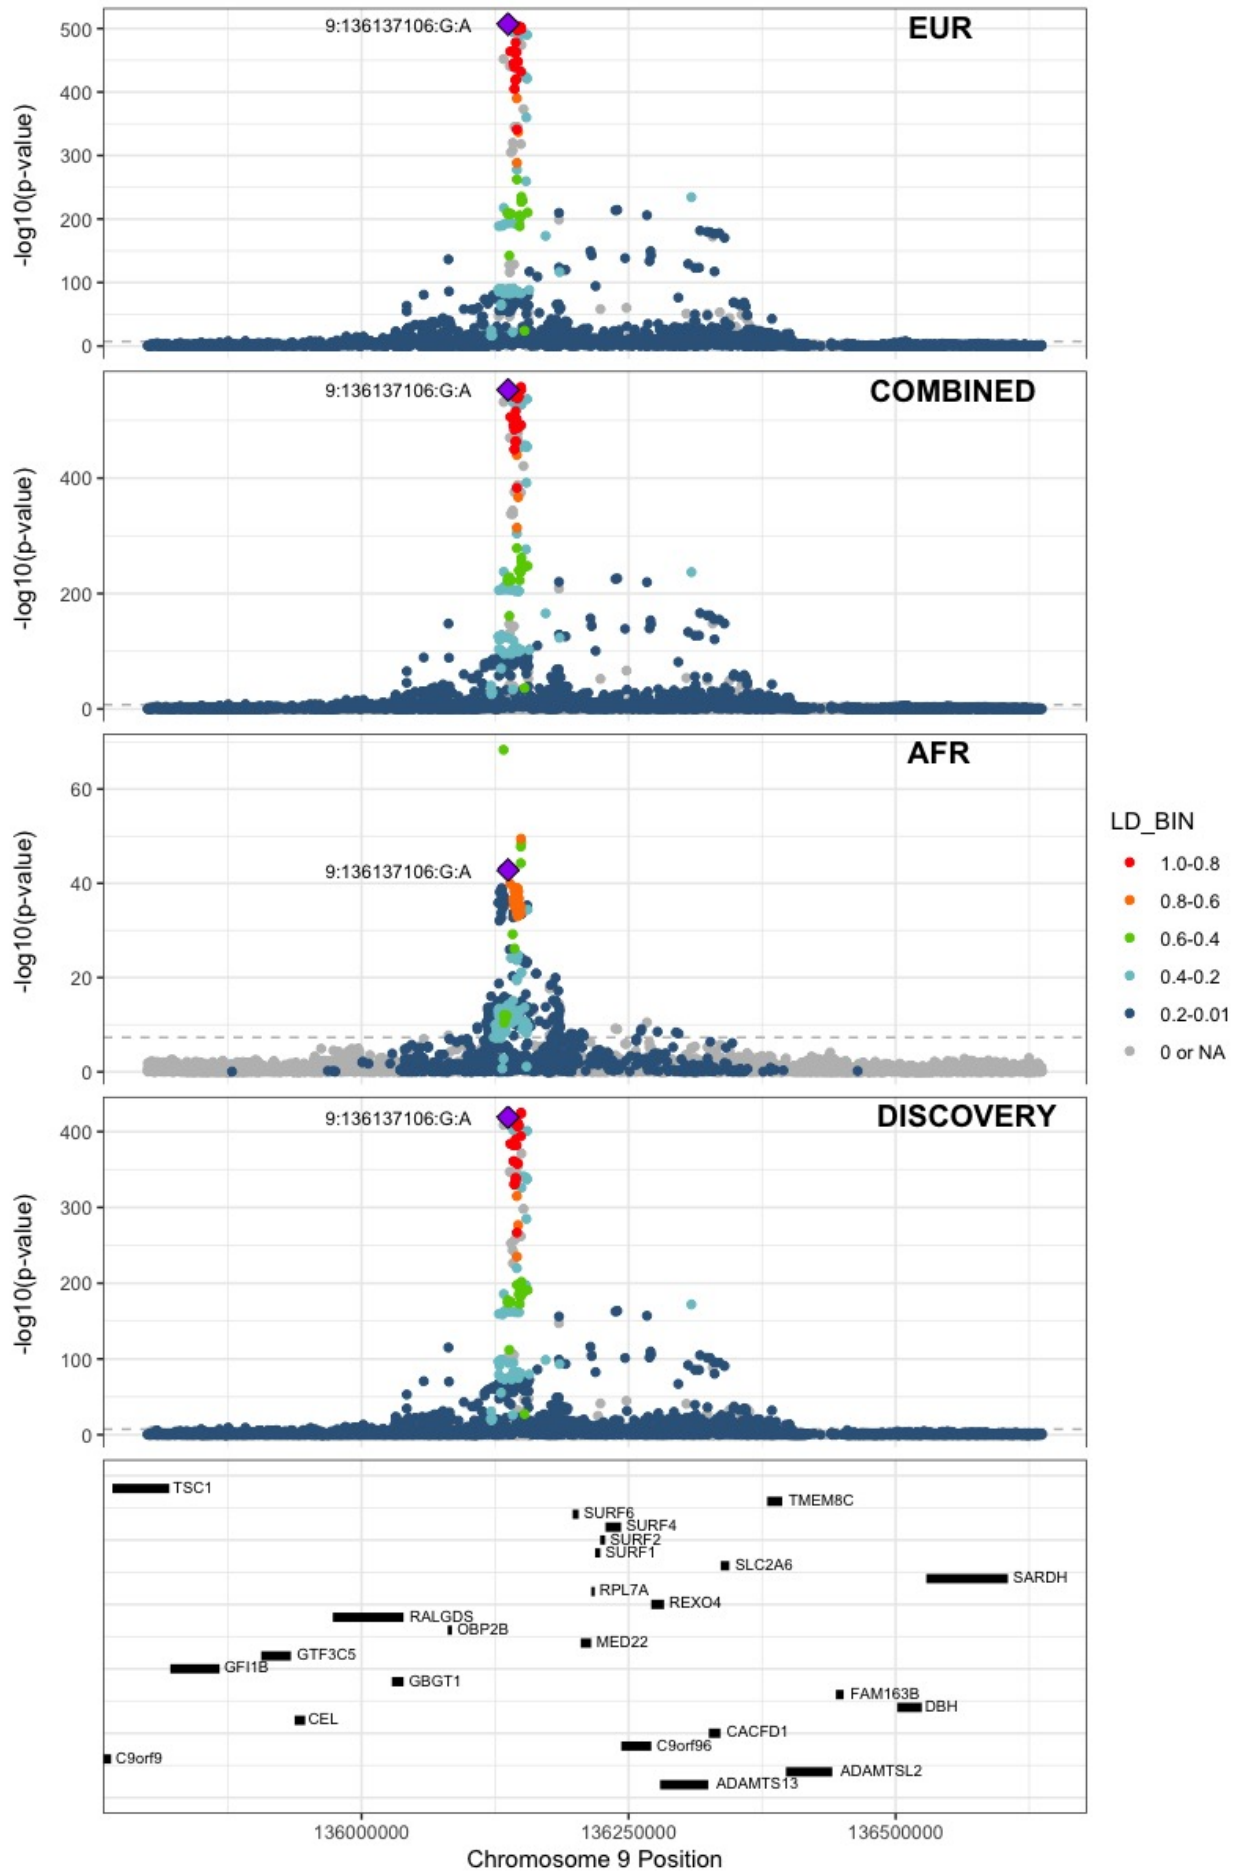 EUR
9:136137106:G:A
500
400
300
200
100
0
-log10(p-value)
COMBINED
9:136137106:G:A
400
200
0
-log10(p-value)
AFR
9:136137106:G:A
60
40
20
0
-log10(p-value)
LD_BIN
1.0-0.8
0.8-0.6
0.6-0.4
0.4-0.2
0.2-0.01
0 or NA
DISCOVERY
9:136137106:G:A
400
300
200
100
0
-log10(p-value)
TSC1
TMEM8C
SURF6
SURF4
SURF2
SURF1
SLC2A6
SARDH
RPL7A
REXO4
RALGDS
OBP2B
MED22
GTF3C5
GFI1B
GBGT1
FAM163B
DBH
CEL
CACFD1
C9orf96
C9orf9
ADAMTSL2
ADAMTS13
136000000 136250000 136500000
Chromosome 9 Position